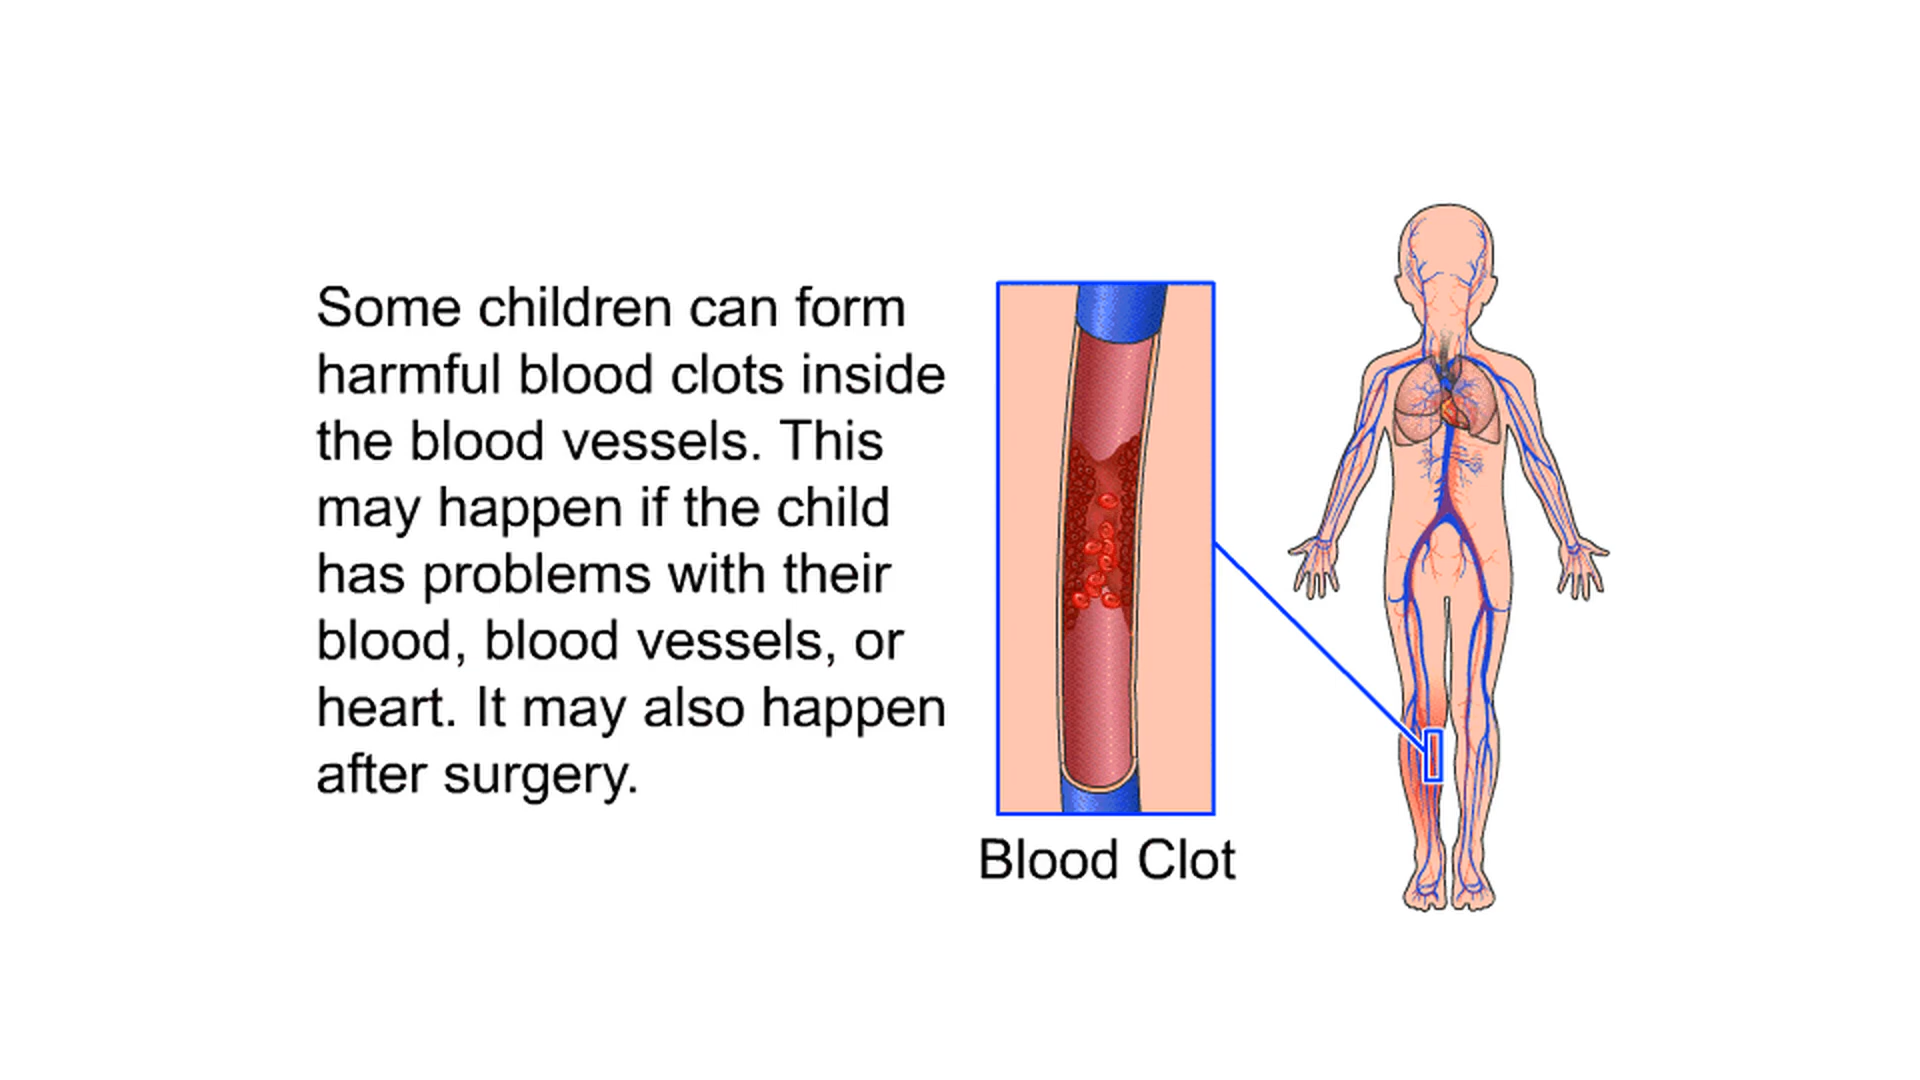 Some children can form
harmful blood clots inside
the blood vessels. This
may happen if the child
has problems with their
blood, blood vessels, or
heart. It may also happen
after surgery.
Blood Clot